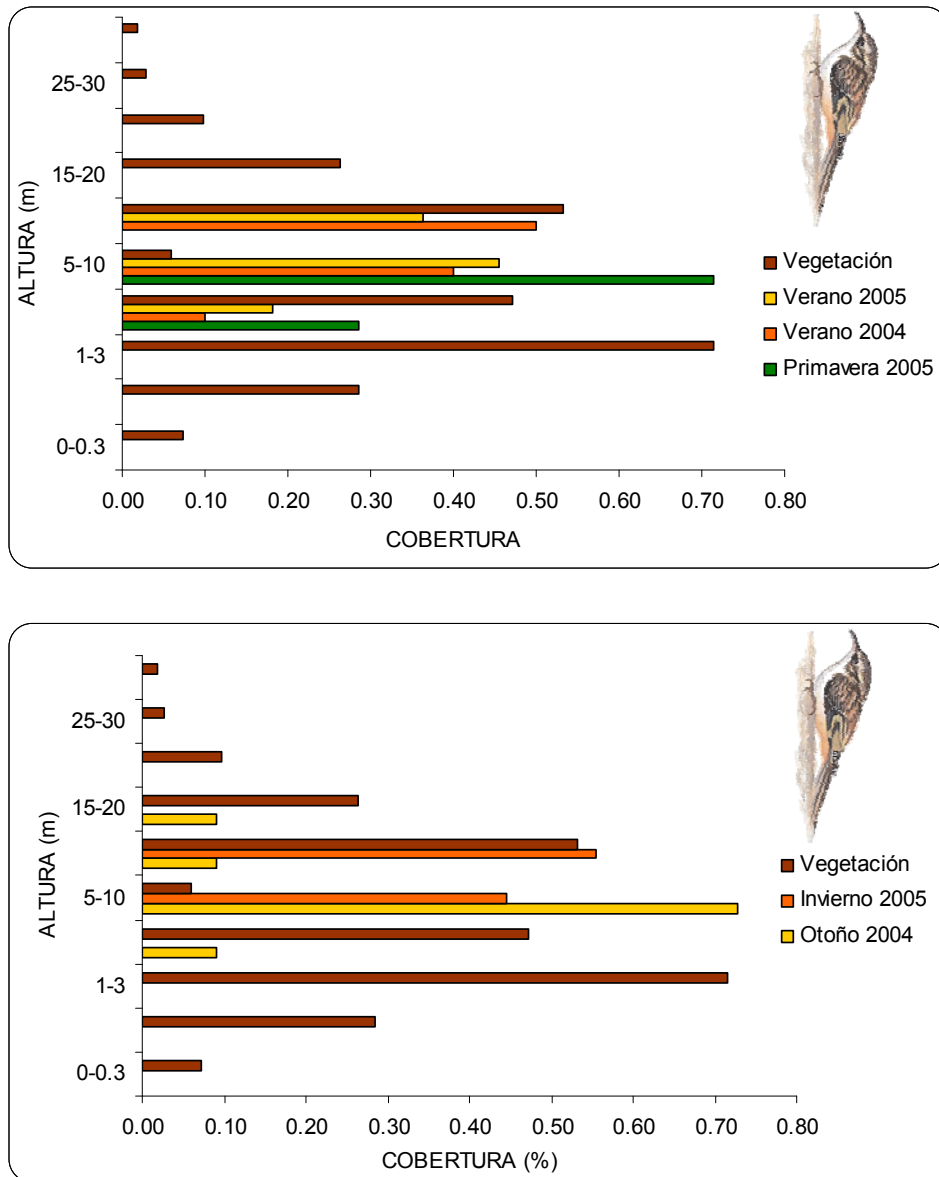 25-30
15-20
5-10
1-3
0-0.3
ALTURA (m)
0.00 0.10 0.20 0.30 0.40 0.50 0.60 0.70 0.80
COBERTURA
Vegetación
Verano 2005
Verano 2004
Primavera 2005
25-30
15-20
5-10
1-3
0-0.3
ALTURA (m)
0.00 0.10 0.20 0.30 0.40 0.50 0.60 0.70 0.80
COBERTURA (%)
Vegetación
Invierno 2005
Otoño 2004